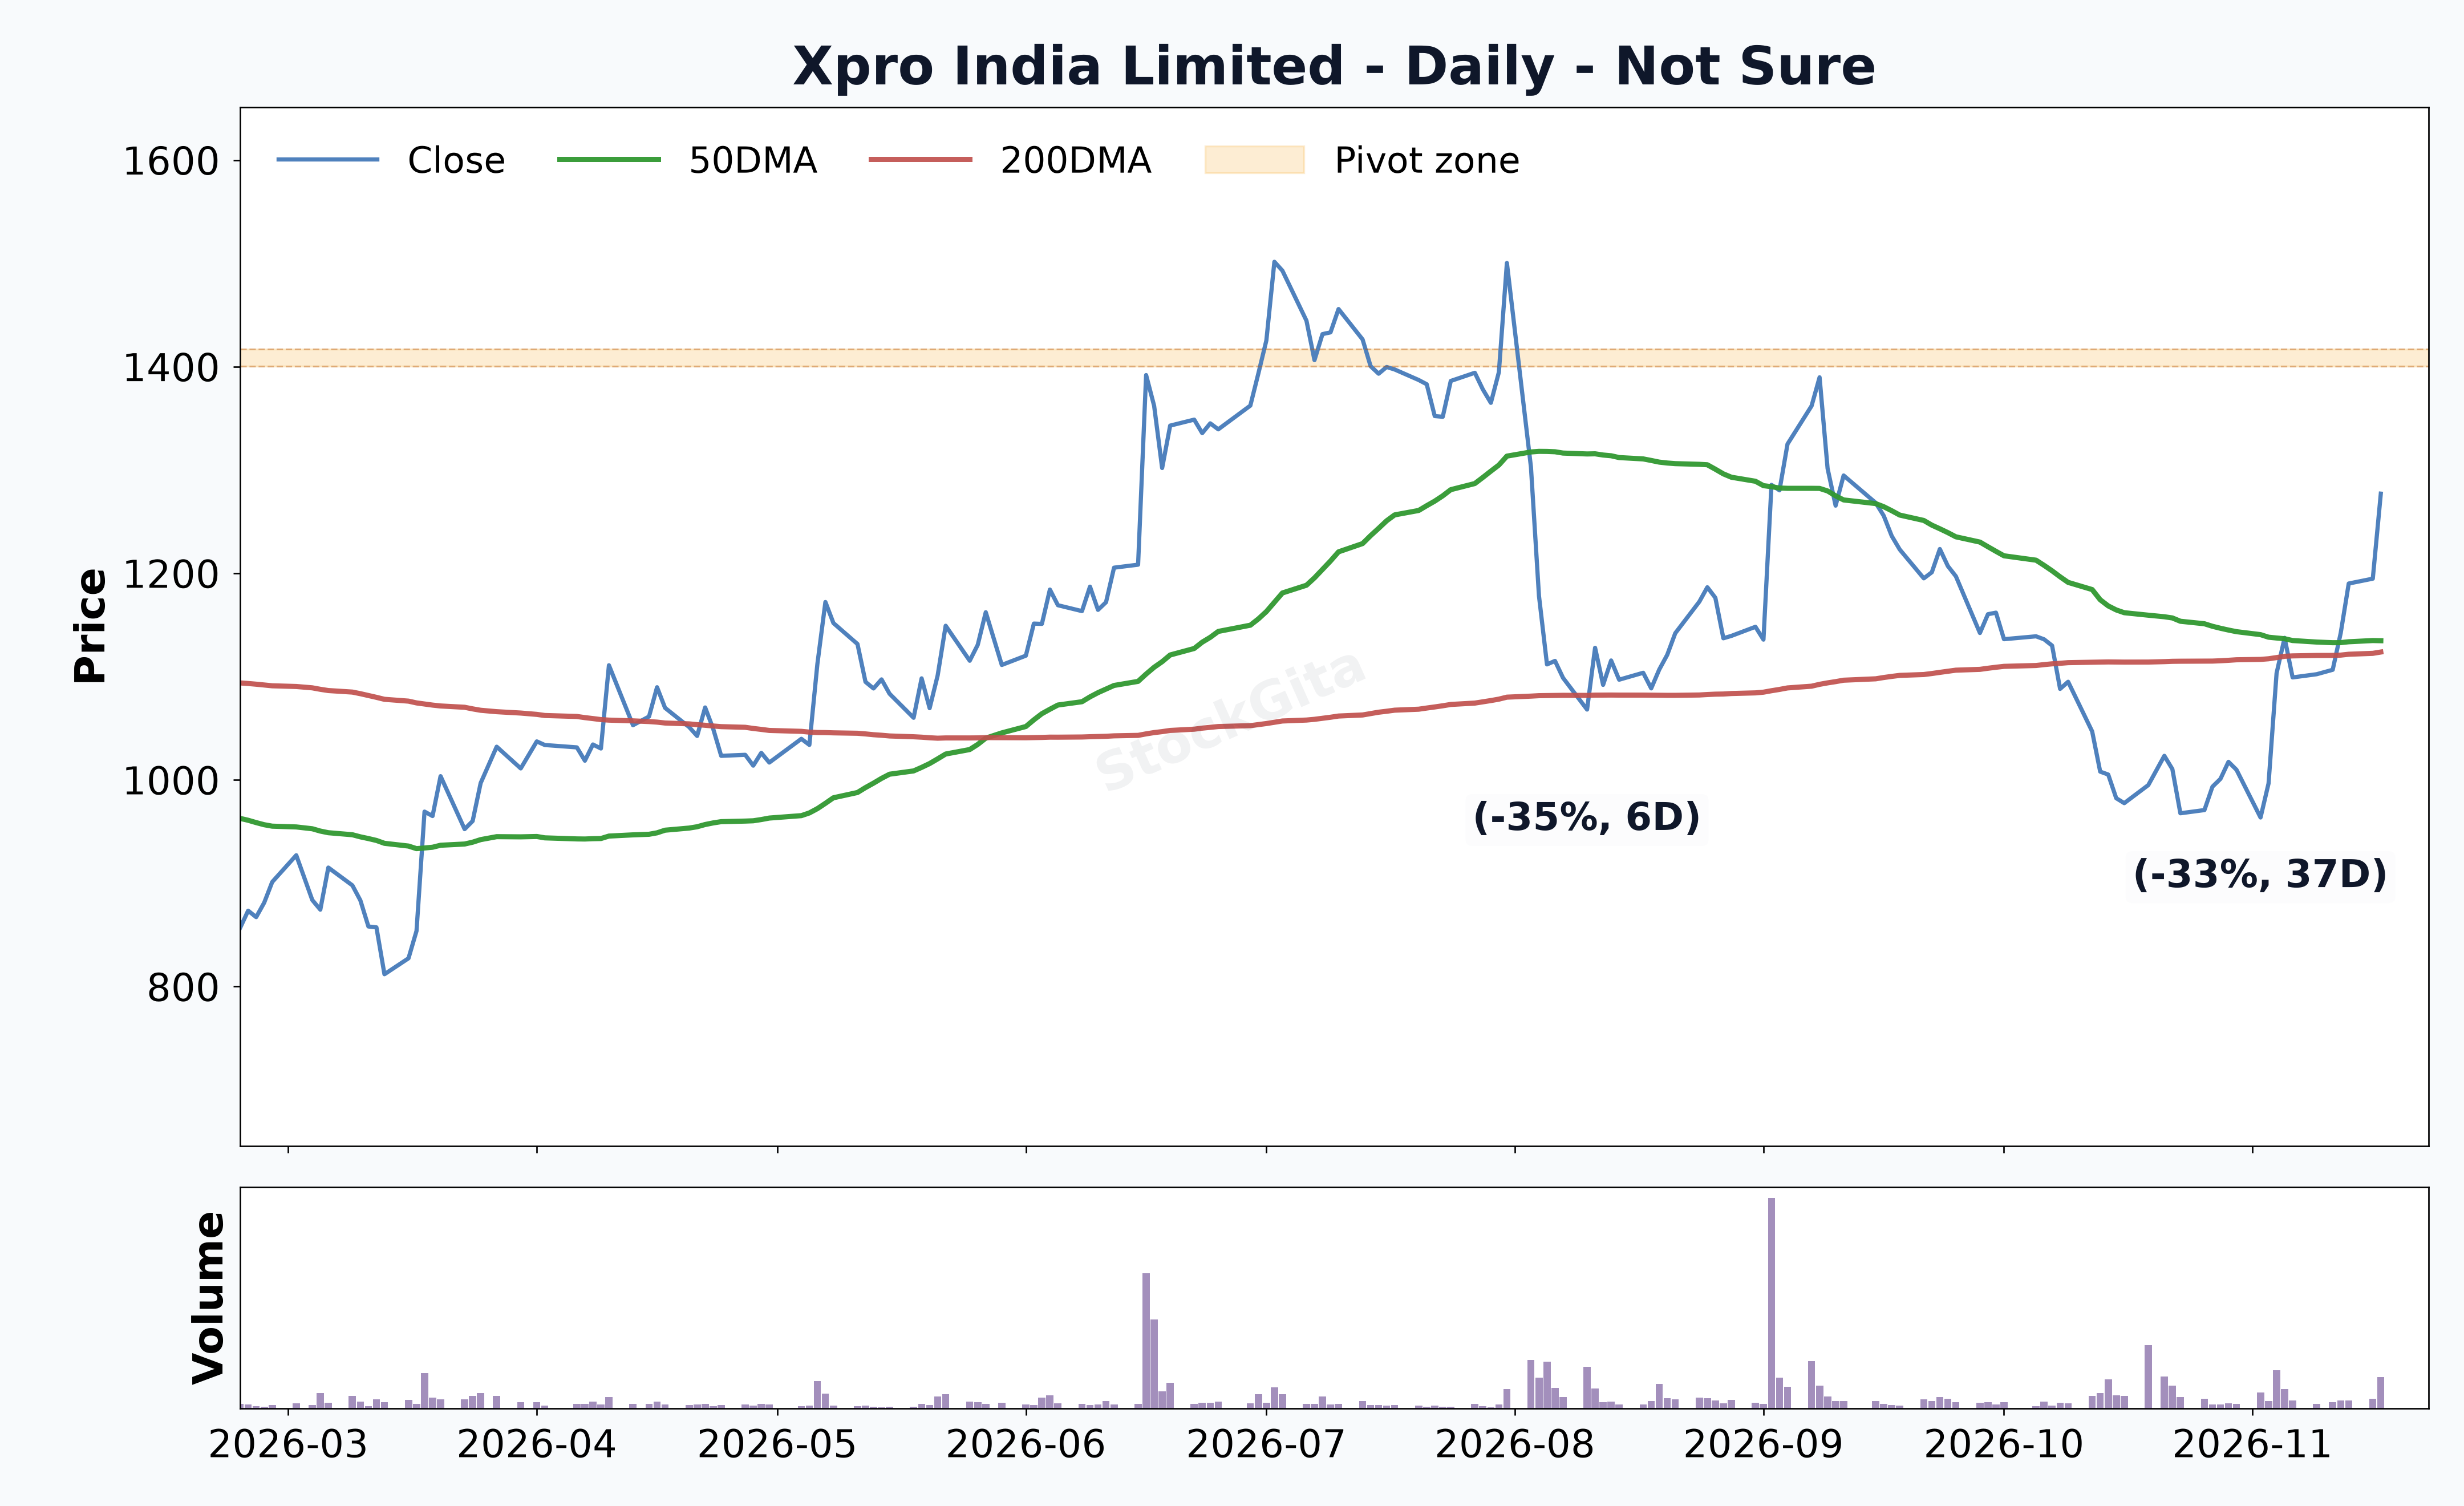 Xpro India Limited - Daily - Not Sure
Close 50DMA 200DMA Pivot zone
1600
1400
1200
1000
800
Price
StockGita
(-35%, 6D)
(-33%, 37D)
Volume
2026-03 2026-04 2026-05 2026-06 2026-07 2026-08 2026-09 2026-10 2026-11